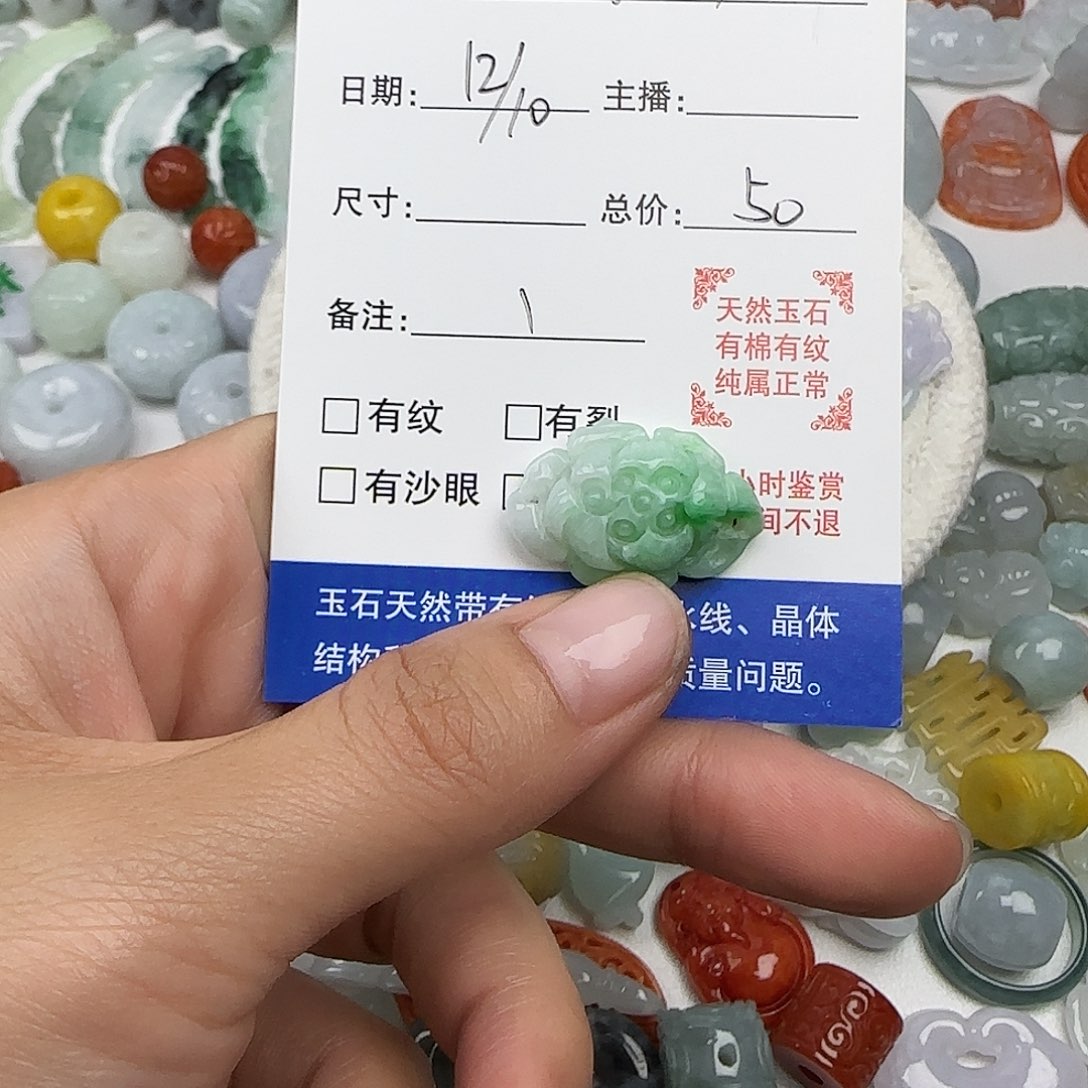 日期: 12/10 主播:
尺寸: 总价: 50
备注: 1
天然玉石
有棉有纹
纯属正常
有纹 有裂
有沙眼
小时鉴赏
间不退
玉石天然带有 水线、晶体
结构 质量问题。